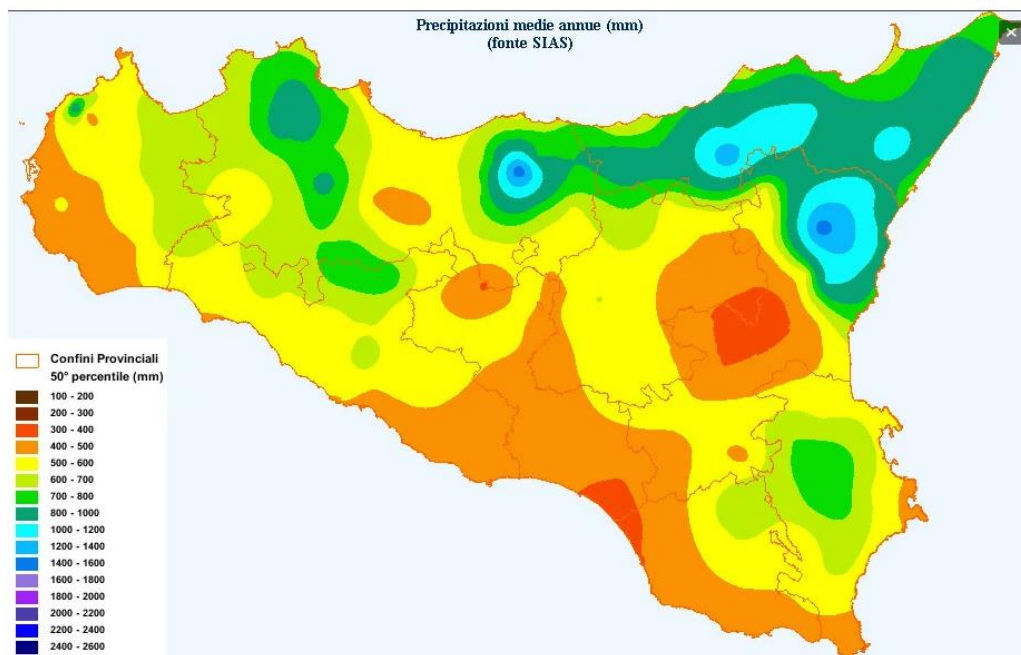 Precipitazioni medie annue (mm)
(fonte SIAS)
Confini Provinciali
50° percentile (mm)
100 - 200
200 - 300
300 - 400
400 - 500
500 - 600
600 - 700
700 - 800
800 - 1000
1000 - 1200
1200 - 1400
1400 - 1600
1600 - 1800
1800 - 2000
2000 - 2200
2200 - 2400
2400 - 2600